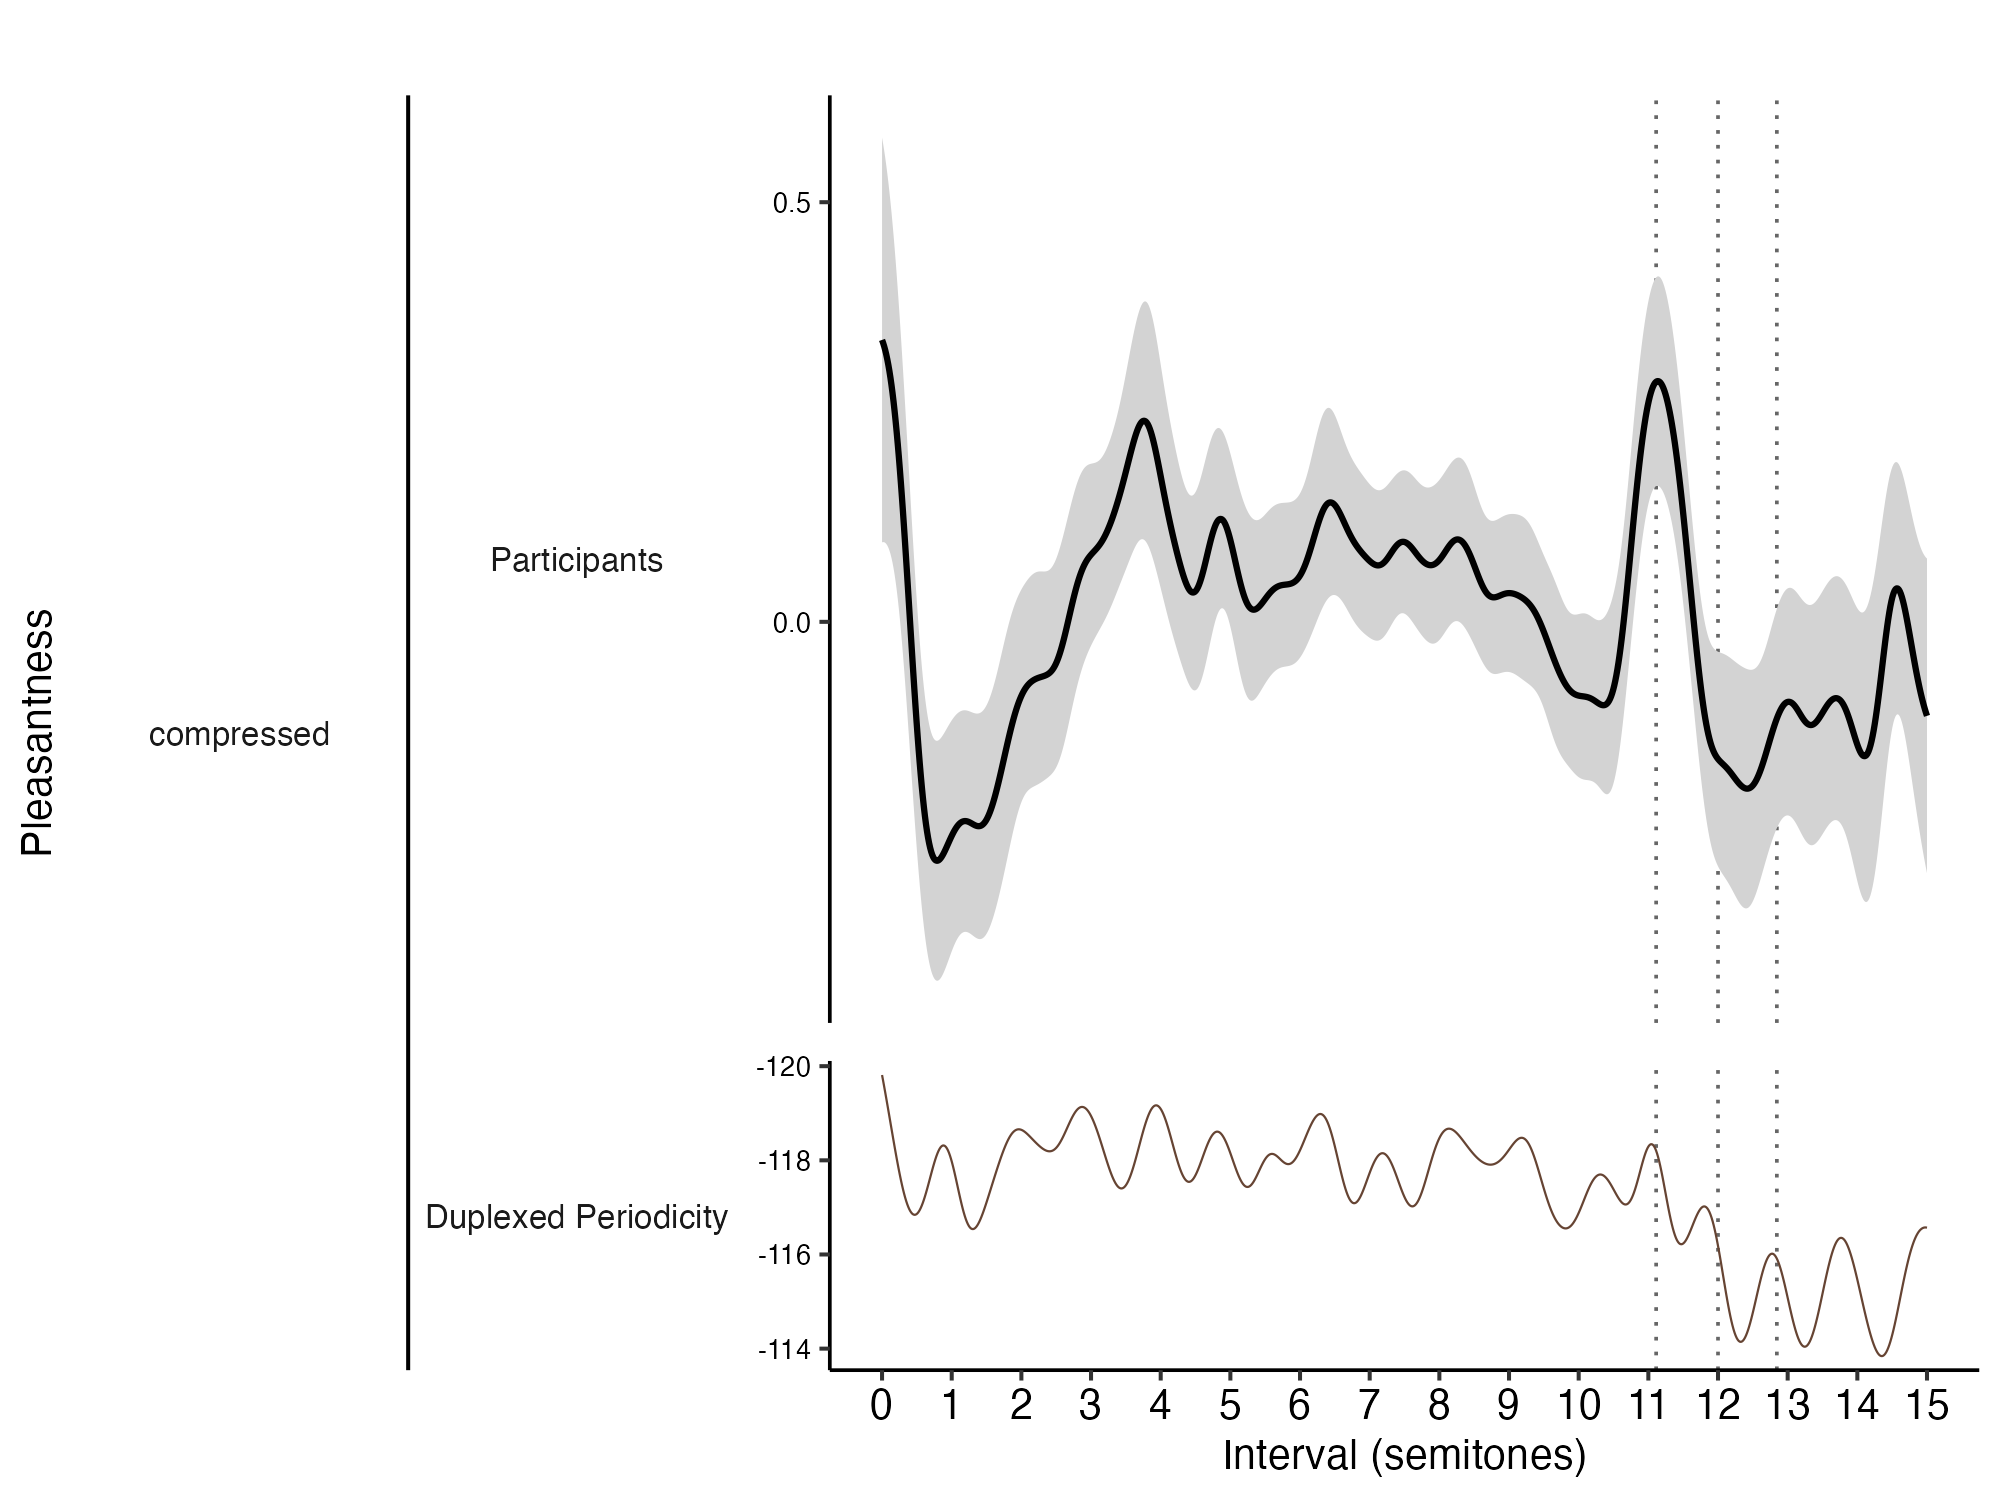 Pleasantness
compressed
Participants
0.5
0.0
Duplexed Periodicity
-120
-118
-116
-114
0 1 2 3 4 5 6 7 8 9 10 11 12 13 14 15
Interval (semitones)